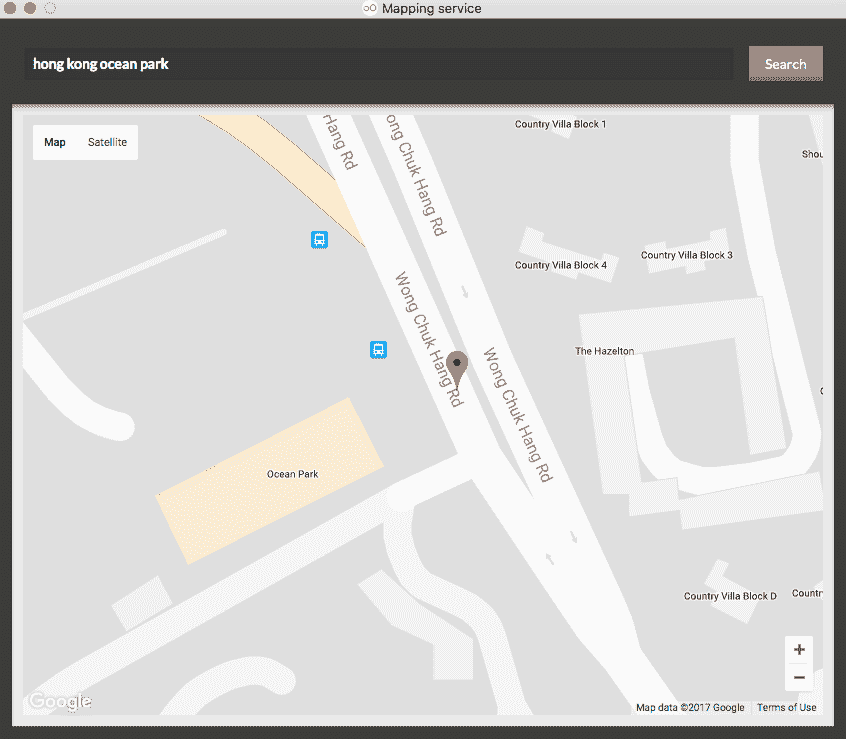 Mapping service
hong kong ocean park
Search
Map Satellite
Country Villa Block 1
Hang Rd
ong Chuk Hang Rd
Shou
Country Villa Block 3
Country Villa Block 4
Wong Chuk Hang Rd
The Hazelton
Wong Chuk Hang Rd
Ocean Park
Country Villa Block D
Countr
+
−
Google
Map data ©2017 Google Terms of Use